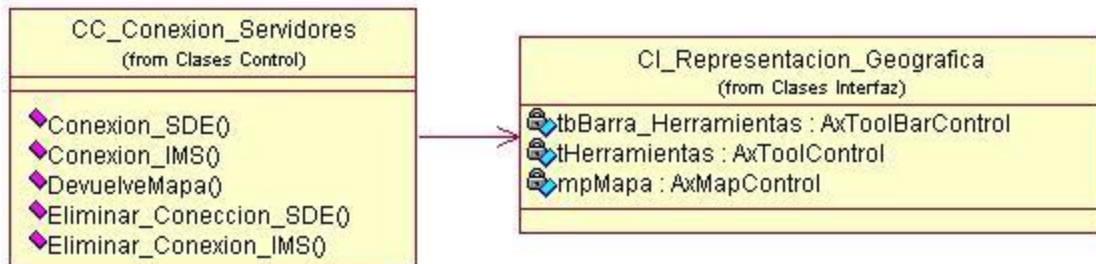 CC_Conexion_Servidores
(from Clases Control)
Conexion_SDE()
Conexion_IMS()
DevuelveMapa()
Eliminar_Coneccion_SDE()
Eliminar_Conexion_IMS()
CI_Representacion_Geografica
(from Clases Interfaz)
tbBarra_Herramientas : AxToolBarControl
tHerramientas : AxToolControl
mpMapa : AxMapControl